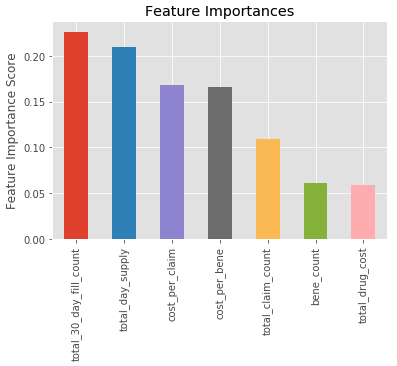 Feature Importances
Feature Importance Score
0.20
0.15
0.10
0.05
0.00
total_30_day_fill_count
total_day_supply
cost_per_claim
cost_per_bene
total_claim_count
bene_count
total_drug_cost